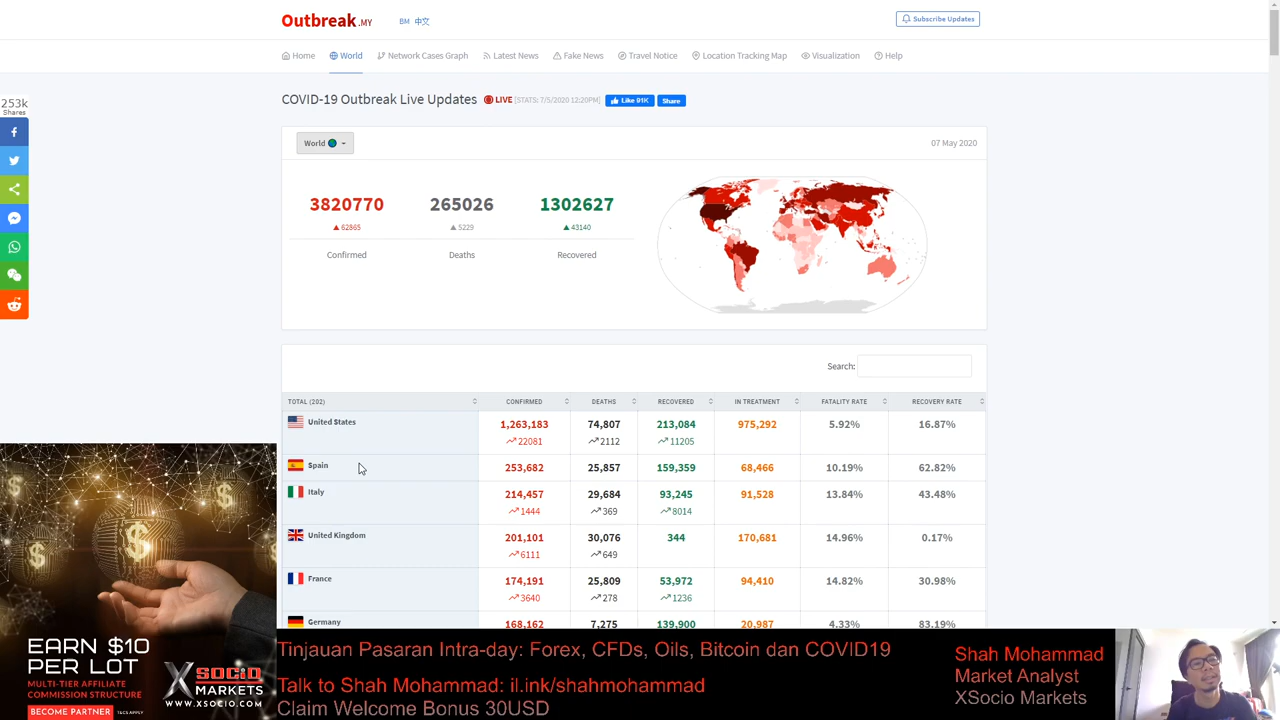 Outbreak.MY
BM 中文
Subscribe Updates
Home World Network Cases Graph Latest News Fake News Travel Notice Location Tracking Map Visualization Help
253k
Shares
COVID-19 Outbreak Live Updates LIVE [STATS: 7/5/2020 12:20PM] Like 91K Share
World 07 May 2020
3820770 265026 1302627
62865 5229 43140
Confirmed Deaths Recovered
Search:
TOTAL (202) CONFIRMED DEATHS RECOVERED IN TREATMENT FATALITY RATE RECOVERY RATE
United States 1,263,183 74,807 213,084 975,292 5.92% 16.87%
22081 2112 11205
Spain 253,682 25,857 159,359 68,466 10.19% 62.82%
Italy 214,457 29,684 93,245 91,528 13.84% 43.48%
1444 369 8014
United Kingdom 201,101 30,076 344 170,681 14.96% 0.17%
6111 649
France 174,191 25,809 53,972 94,410 14.82% 30.98%
3640 278 1236
Germany 168,162 7,275 139,900 20,987 4.33% 83.19%
EARN $10
PER LOT
MULTI-TIER AFFILIATE
COMMISSION STRUCTURE
BECOME PARTNER T&CS APPLY
XSOCIO
MARKETS
WWW.XSOCIO.COM
Tinjauan Pasaran Intra-day: Forex, CFDs, Oils, Bitcoin dan COVID19
Talk to Shah Mohammad: il.ink/shahmohammad
Claim Welcome Bonus 30USD
Shah Mohammad
Market Analyst
XSocio Markets